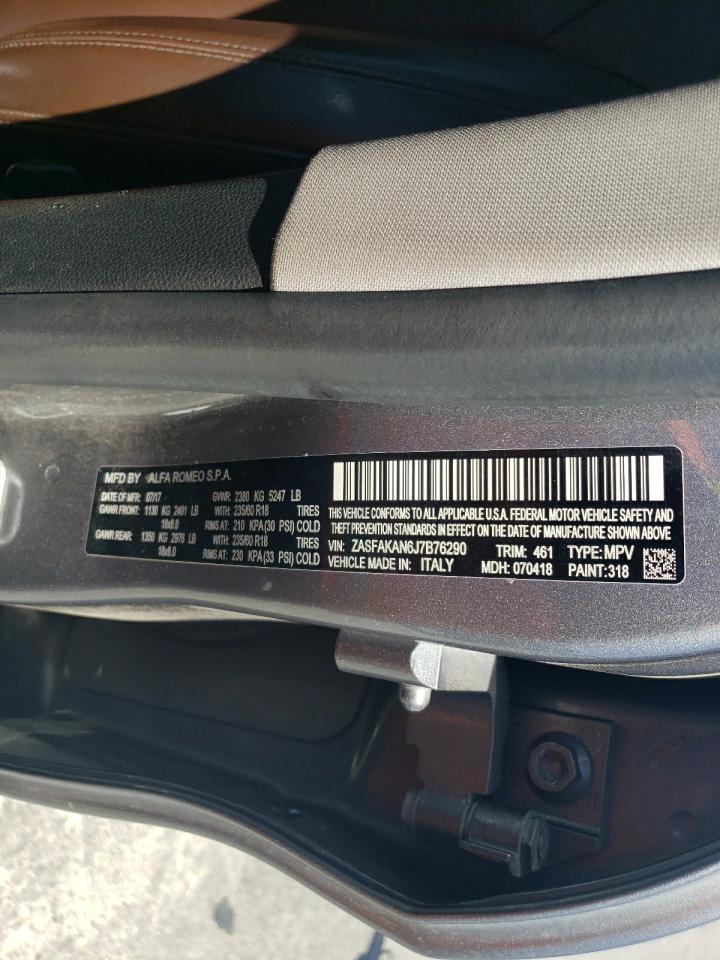 MFD BY ALFA ROMEO S.P.A.
DATE OF MFT: 07/17 GVWR: 2380 KG 5247 LB
GAWR FRONT: 1130 KG 2491 LB WITH: 235/60 R18 TIRES
18x8.0 RIMS AT: 210 KPA (30 PSI) COLD
GAWR REAR: 1350 KG 2976 LB WITH: 235/60 R18 TIRES
18x8.0 RIMS AT: 230 KPA (33 PSI) COLD
THIS VEHICLE CONFORMS TO ALL APPLICABLE U.S.A. FEDERAL MOTOR VEHICLE SAFETY AND
THEFT PREVENTION STANDARDS IN EFFECT ON THE DATE OF MANUFACTURE SHOWN ABOVE
VIN: ZASFAKAN6J7B76290 TRIM: 461 TYPE: MPV
VEHICLE MADE IN: ITALY MDH: 070418 PAINT: 318